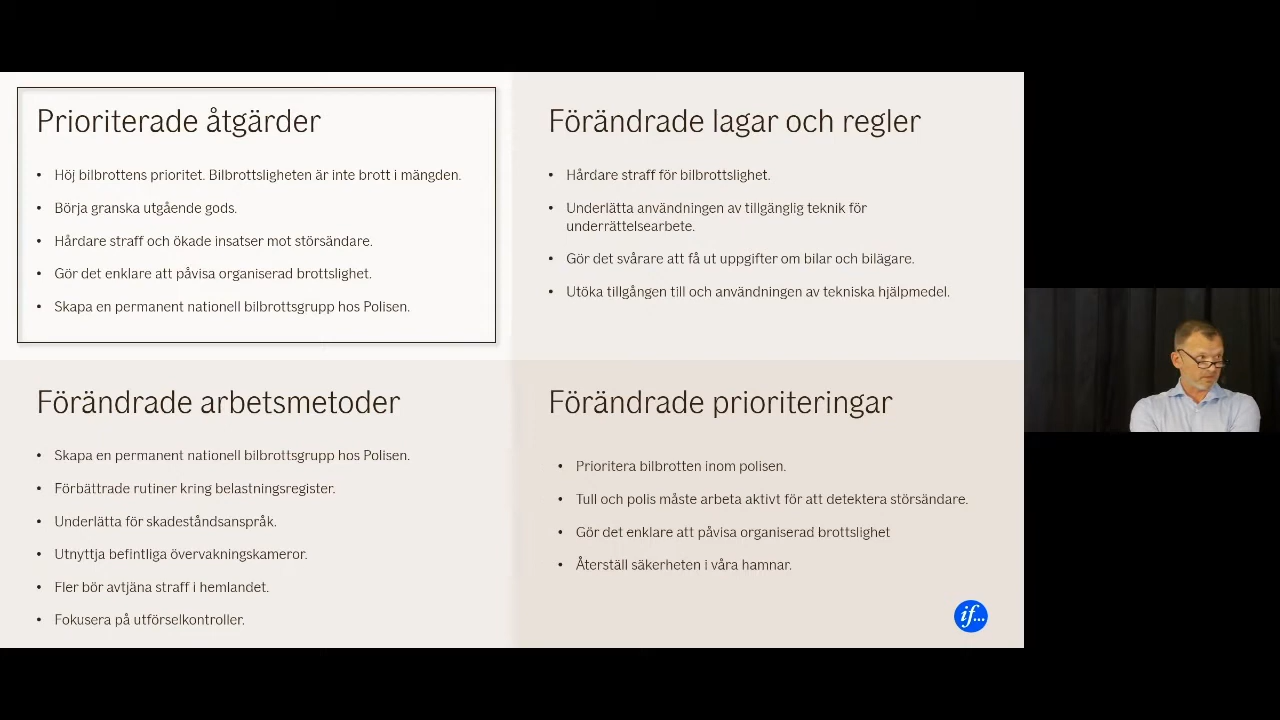 Prioriterade åtgärder
• Höj bilbrottens prioritet. Bilbrottsligheten är inte brott i mängden.
• Börja granska utgående gods.
• Hårdare straff och ökade insatser mot störsändare.
• Gör det enklare att påvisa organiserad brottslighet.
• Skapa en permanent nationell bilbrottsgrupp hos Polisen.
Förändrade lagar och regler
• Hårdare straff för bilbrottslighet.
• Underlätta användningen av tillgänglig teknik för
underrättelsearbete.
• Gör det svårare att få ut uppgifter om bilar och bilägare.
• Utöka tillgången till och användningen av tekniska hjälpmedel.
Förändrade arbetsmetoder
• Skapa en permanent nationell bilbrottsgrupp hos Polisen.
• Förbättrade rutiner kring belastningsregister.
• Underlätta för skadeståndsanspråk.
• Utnyttja befintliga övervakningskameror.
• Fler bör avtjäna straff i hemlandet.
• Fokusera på utförselkontroller.
Förändrade prioriteringar
• Prioritera bilbrotten inom polisen.
• Tull och polis måste arbeta aktivt för att detektera störsändare.
• Gör det enklare att påvisa organiserad brottslighet
• Återställ säkerheten i våra hamnar.
if...